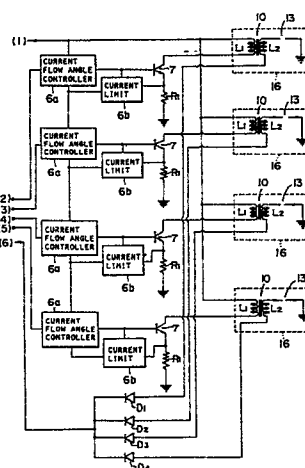 (1)
10
13
L1
L2
16
CURRENT
FLOW ANGLE
CONTROLLER
6a
CURRENT
LIMIT
6b
7
R1
10
13
L1
L2
16
CURRENT
FLOW ANGLE
CONTROLLER
6a
CURRENT
LIMIT
6b
7
R1
2)
3)
4)
(5)
(6)
10
13
L1
L2
16
CURRENT
FLOW ANGLE
CONTROLLER
6a
CURRENT
LIMIT
6b
7
R1
10
13
L1
L2
16
6a
CURRENT
FLOW ANGLE
CONTROLLER
CURRENT
LIMIT
6b
7
R1
D1
D2
D3